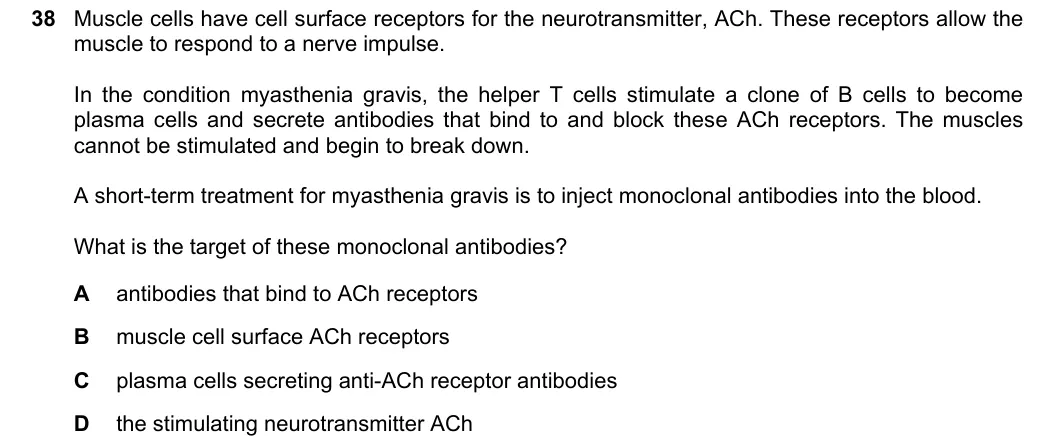 38 Muscle cells have cell surface receptors for the neurotransmitter, ACh. These receptors allow the
muscle to respond to a nerve impulse.
In the condition myasthenia gravis, the helper T cells stimulate a clone of B cells to become
plasma cells and secrete antibodies that bind to and block these ACh receptors. The muscles
cannot be stimulated and begin to break down.
A short-term treatment for myasthenia gravis is to inject monoclonal antibodies into the blood.
What is the target of these monoclonal antibodies?
A antibodies that bind to ACh receptors
B muscle cell surface ACh receptors
C plasma cells secreting anti-ACh receptor antibodies
D the stimulating neurotransmitter ACh